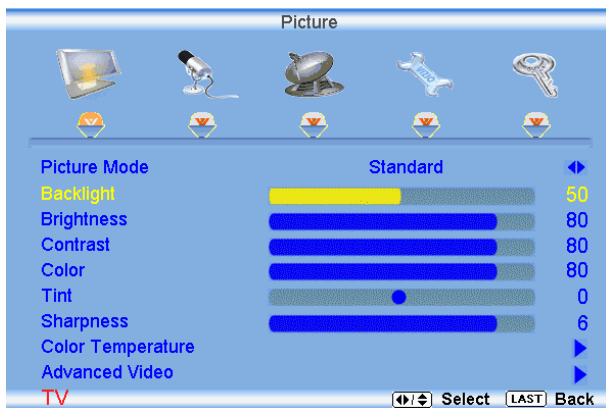 Picture
Picture Mode Standard
Backlight 50
Brightness 80
Contrast 80
Color 80
Tint 0
Sharpness 6
Color Temperature
Advanced Video
TV Select LAST Back